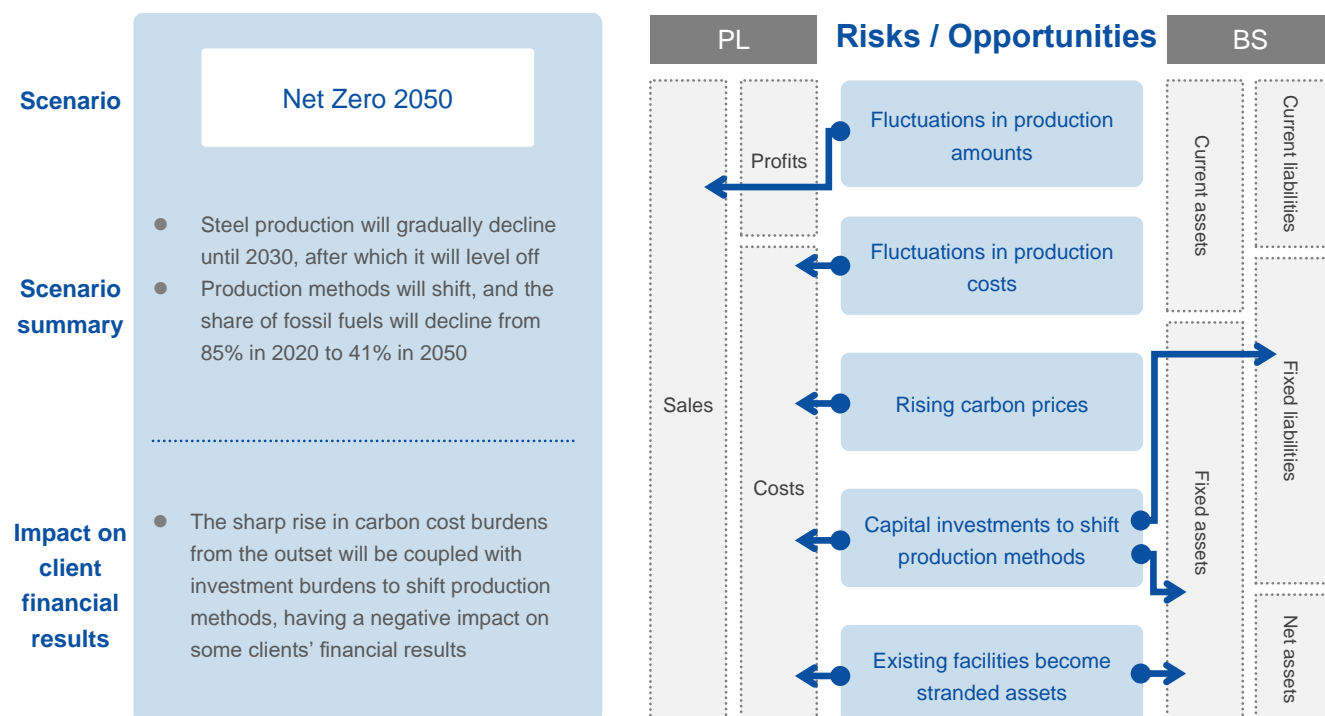 Scenario
Net Zero 2050
Scenario
summary
● Steel production will gradually decline
until 2030, after which it will level off
● Production methods will shift, and the
share of fossil fuels will decline from
85% in 2020 to 41% in 2050
Impact on
client
financial
results
● The sharp rise in carbon cost burdens
from the outset will be coupled with
investment burdens to shift production
methods, having a negative impact on
some clients’ financial results
PL
Risks / Opportunities
BS
Sales
Profits
Costs
Fluctuations in production
amounts
Fluctuations in production
costs
Rising carbon prices
Capital investments to shift
production methods
Existing facilities become
stranded assets
Current assets
Fixed assets
Current liabilities
Fixed liabilities
Net assets